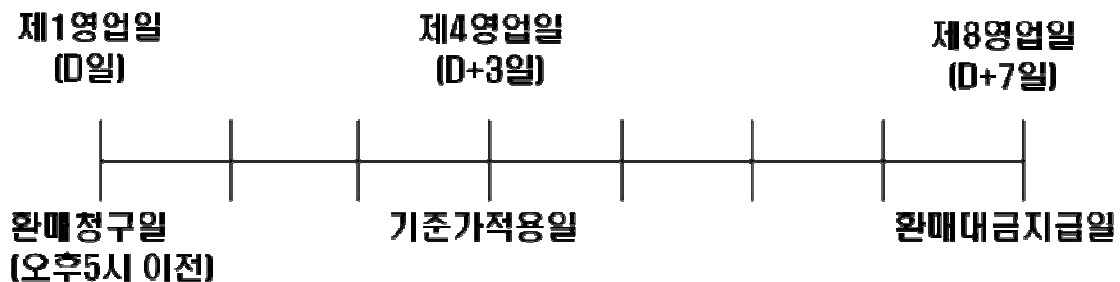 제1영업일
(D일)
제4영업일
(D+3일)
제8영업일
(D+7일)
환매청구일
(오후5시 이전)
기준가적용일
환매대금지급일